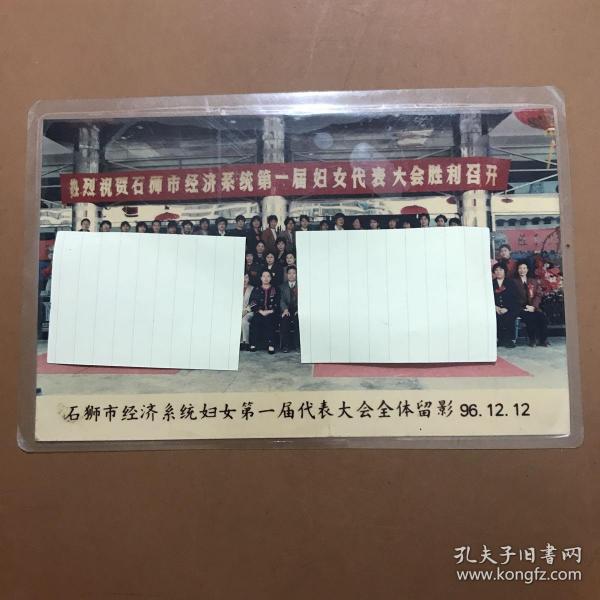 热烈祝贺石狮市经济系统第一届妇女代表大会胜利召开
石狮市经济系统妇女第一届代表大会全体留影 96.12.12
孔夫子旧书网
www.kongfz.com